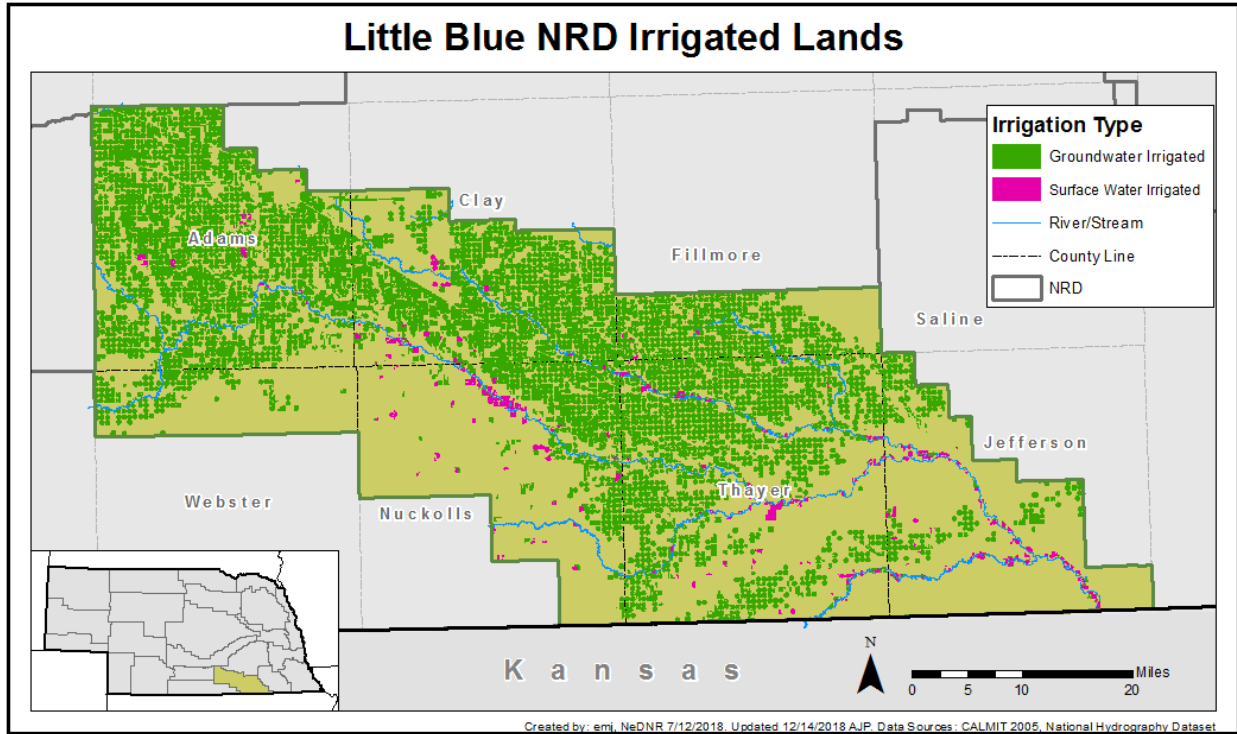 Little Blue NRD Irrigated Lands
Irrigation Type
Groundwater Irrigated
Surface Water Irrigated
River/Stream
County Line
NRD
Clay
Adams
Fillmore
Saline
Jefferson
Thayer
Webster
Nuckolls
Kansas
N
Miles
0 5 10 20
Created by: emj, NeDNR 7/12/2018. Updated 12/14/2018 AJP. Data Sources: CALMIT 2005, National Hydrography Dataset